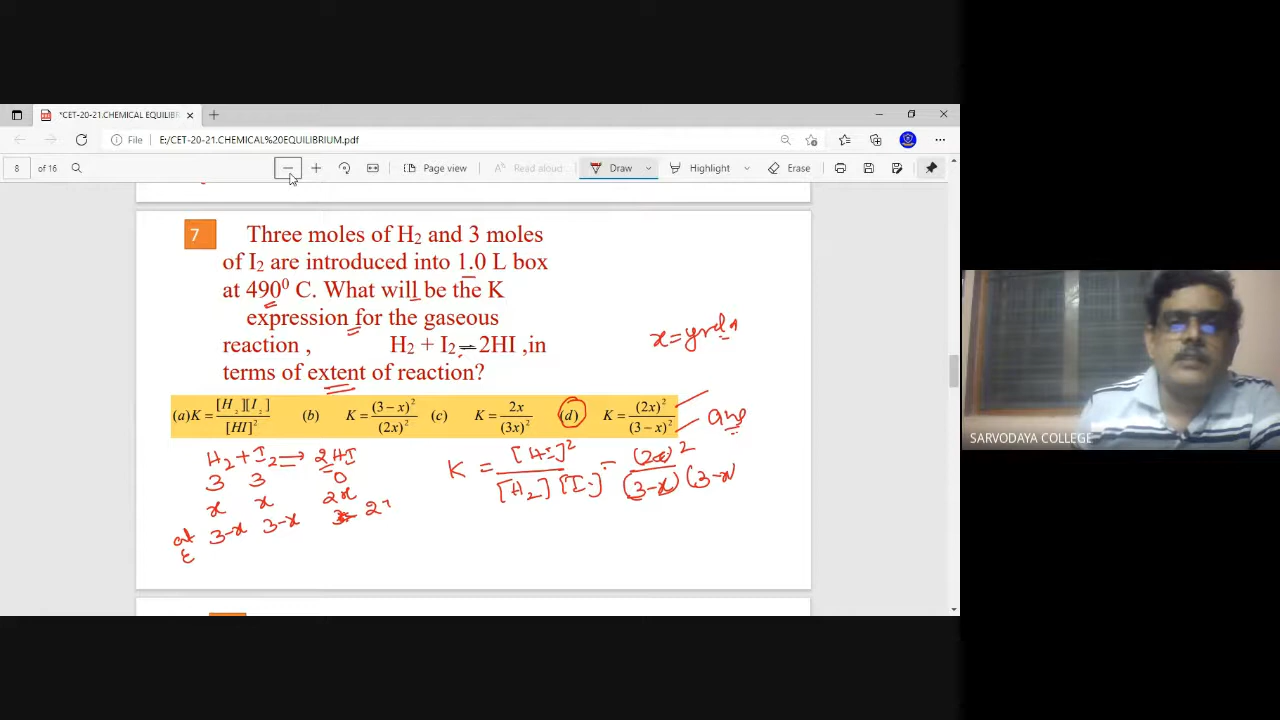 *CET-20-21.CHEMICAL EQUILIB
File E:/CET-20-21.CHEMICAL%20EQUILIBRIUM.pdf
8 of 16 Page view Read aloud Draw Highlight Erase
7 Three moles of H₂ and 3 moles
of I₂ are introduced into 1.0 L box
at 490⁰ C. What will be the K
expression for the gaseous
reaction , H₂ + I₂ ⇌ 2HI ,in
terms of extent of reaction?
x =
(a)K = [H₂][I₂] / [HI]² (b) K = (3 − x)² / (2x)² (c) K = 2x / (3x)² (d) K = (2x)² / (3 − x)²
ans
H₂ + I₂ → 2HI
3 3 0
x x 2x
at 3-x 3-x 2
K = [HI]² / [H₂] [I₂] = (2x)² / (3-x) (3-x)
SARVODAYA COLLEGE